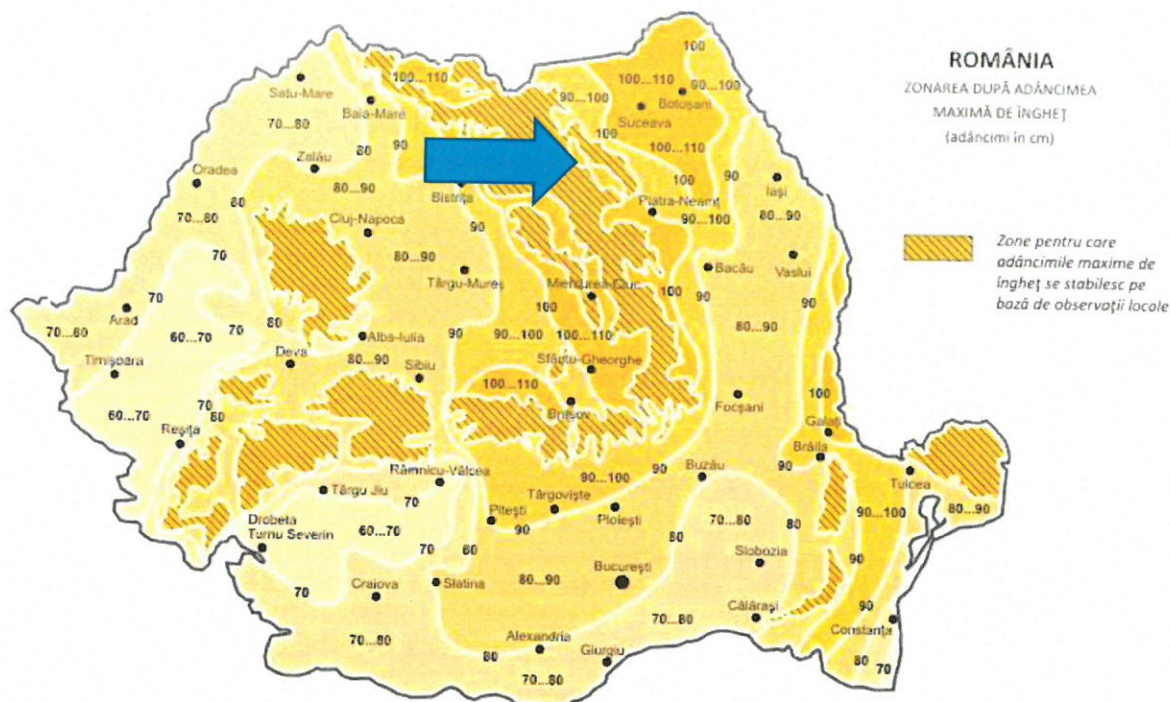 ROMÂNIA
ZONAREA DUPĂ ADÂNCIMEA
MAXIMĂ DE ÎNGHEȚ
(adâncimi în cm)
Zone pentru care
adâncimile maxime de
îngheț se stabilesc pe
bază de observații locale
100
100...110
100...110
90...100
Satu-Mare
90...100
Botoșani
Baia-Mare
Suceava
70...80
100
90
80
100...110
Zalău
Oradea
100
90
Iași
80
80...90
Bistrița
Piatra-Neamț
80...90
70...80
90...100
Cluj-Napoca
90
70
80...90
Bacău
Vaslui
Târgu-Mureș
90
Miercurea-Ciuc
100
70
100
90
Arad
70...80
80
70
80...90
60...70
Alba-Iulia
90
90...100
100...110
Timișoara
Deva
80...90
Sibiu
Sfântu-Gheorghe
100...110
100
60...70
70
80
Brașov
Focșani
Galați
Reșița
Brăila
90
90
Râmnicu-Vâlcea
Buzău
90...100
Tulcea
Târgu Jiu
70
Târgoviște
80...90
Pitești
Ploiești
70...80
90...100
Drobeta
Turnu Severin
60...70
90
80
80
70
80
Slobozia
90
70
Craiova
Slatina
80...90
București
Călărași
90
Constanța
70...80
70...80
Alexandria
80
Giurgiu
80
70
70...80